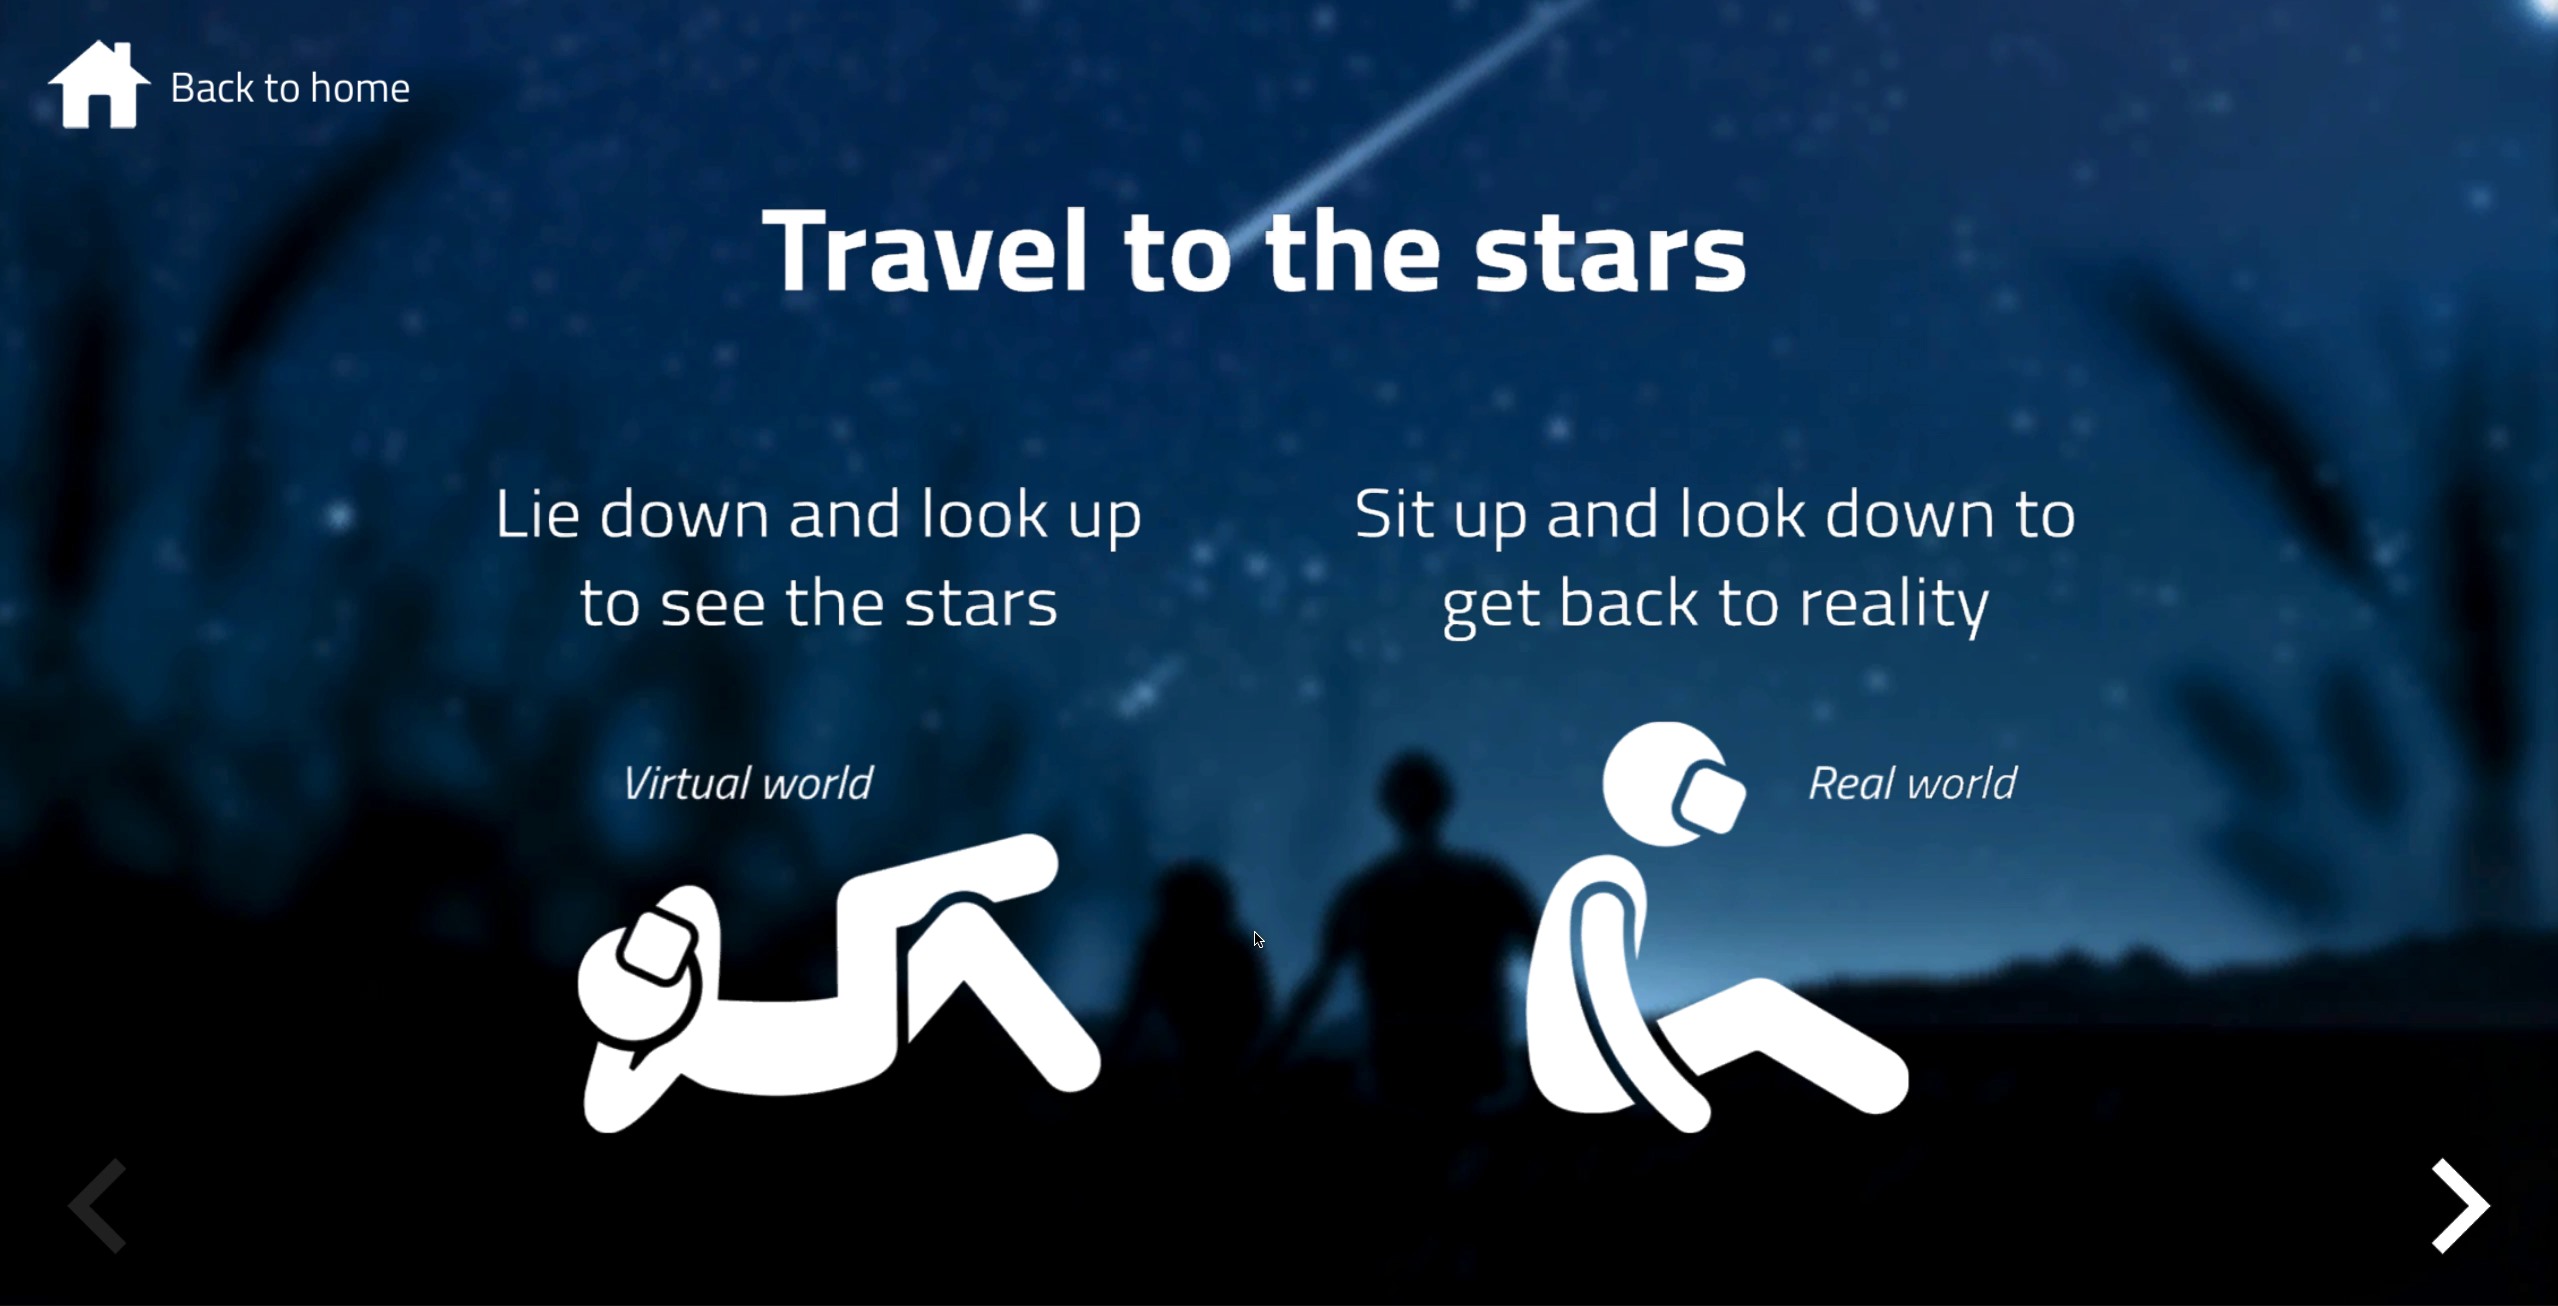 Back to home
Travel to the stars
Lie down and look up
to see the stars
Virtual world
Sit up and look down to
get back to reality
Real world